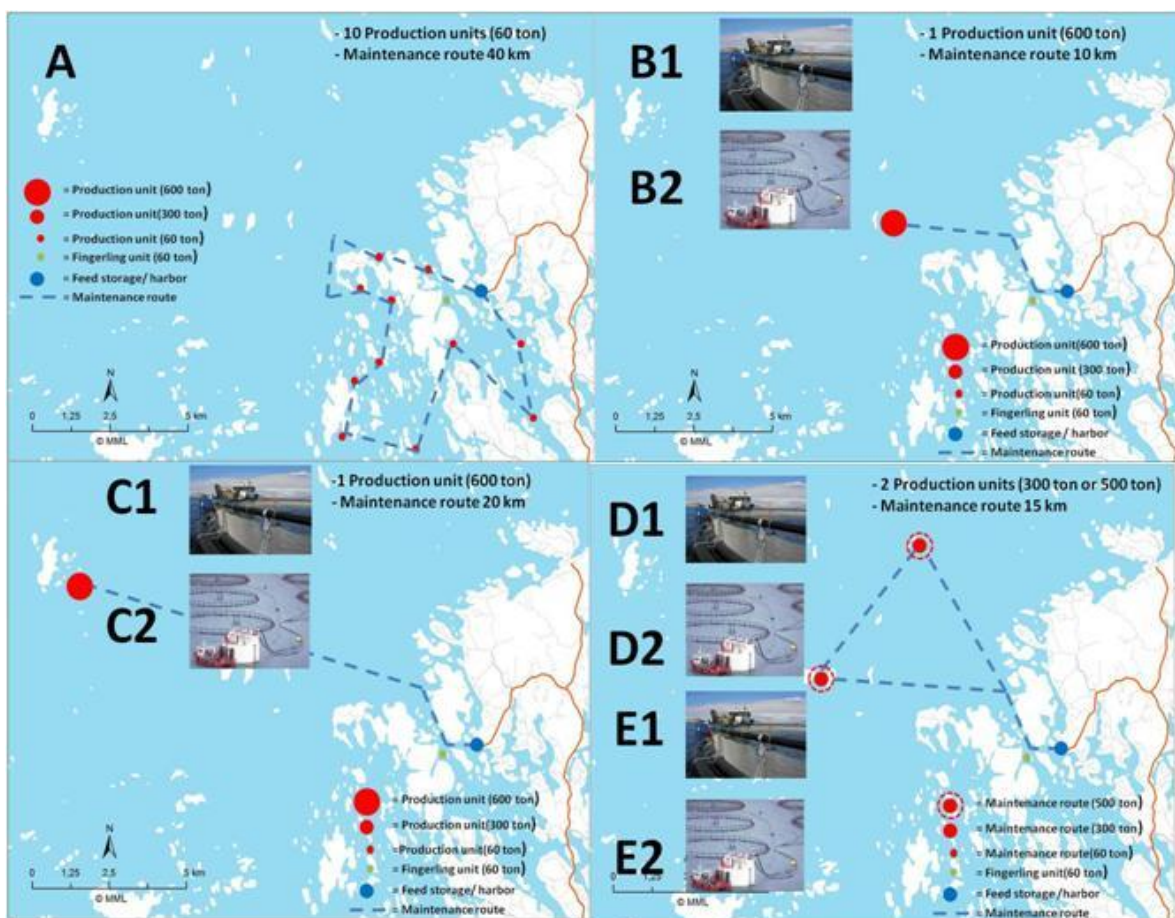 A
- 10 Production units (60 ton)
- Maintenance route 40 km
= Production unit (600 ton)
= Production unit(300 ton)
= Production unit (60 ton)
= Fingerling unit (60 ton)
= Feed storage/ harbor
= Maintenance route
N
0 1,25 2,5 5 km
© MML
B1
B2
- 1 Production unit (600 ton)
- Maintenance route 10 km
= Production unit(600 ton)
= Production unit (300 ton)
= Production unit(60 ton)
= Fingerling unit (60 ton)
= Feed storage / harbor
= Maintenance route
N
0 1,25 2,5 5 km
© MML
C1
C2
-1 Production unit (600 ton)
- Maintenance route 20 km
= Production unit (600 ton)
= Production unit(300 ton)
=Production unit (60 ton)
= Fingerling unit (60 ton)
= Feed storage/ harbor
= Maintenance route
N
0 1,25 2,5 5 km
© MML
D1
D2
E1
E2
- 2 Production units (300 ton or 500 ton)
- Maintenance route 15 km
= Maintenance route (500 ton)
= Maintenance route (300 ton)
= Maintenance route(60 ton)
= Fingerling unit(60 ton)
= Feed storage/harbor
= Maintenance route
0 5 km
© MML